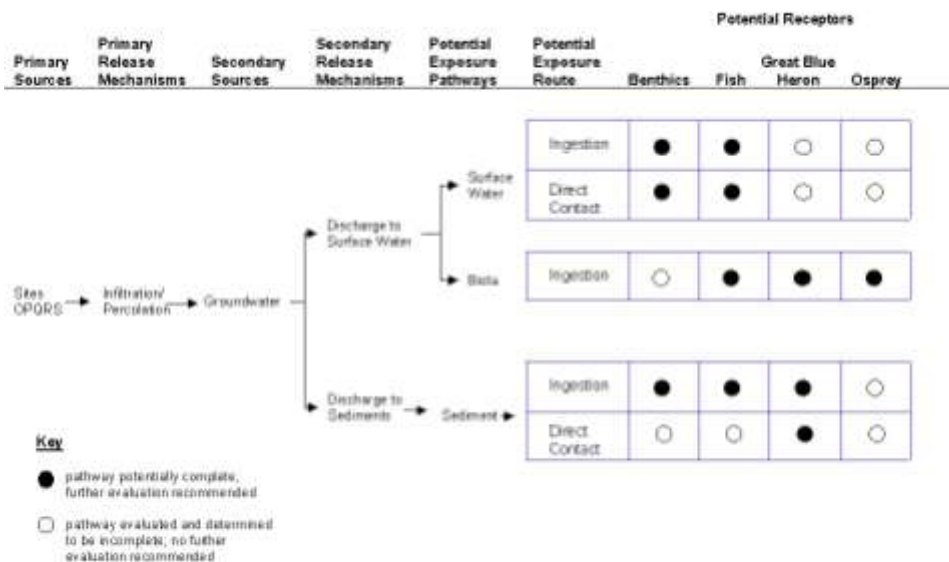 Potential Receptors
Primary
Sources
Primary
Release
Mechanisms
Secondary
Sources
Secondary
Release
Mechanisms
Potential
Exposure
Pathways
Potential
Exposure
Route
Benthics
Fish
Great Blue
Heron
Osprey
Ingestion
Surface
Water
Direct
Contact
Discharge to
Surface Water
Biota
Ingestion
Sites
OPQRS
Infiltration/
Percolation
Groundwater
Ingestion
Discharge to
Sediments
Sediment
Direct
Contact
Key
pathway potentially complete,
further evaluation recommended
pathway evaluated and determined
to be incomplete; no further
evaluation recommended